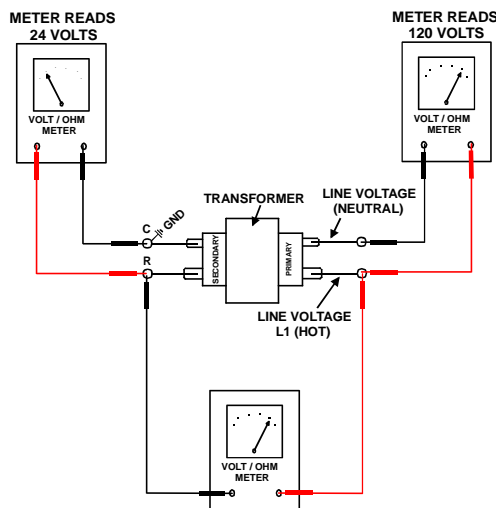 METER READS
24 VOLTS
METER READS
120 VOLTS
VOLT / OHM
METER
VOLT / OHM
METER
TRANSFORMER
LINE VOLTAGE
(NEUTRAL)
C
GND
R
SECONDARY
PRIMARY
LINE VOLTAGE
L1 (HOT)
VOLT / OHM
METER